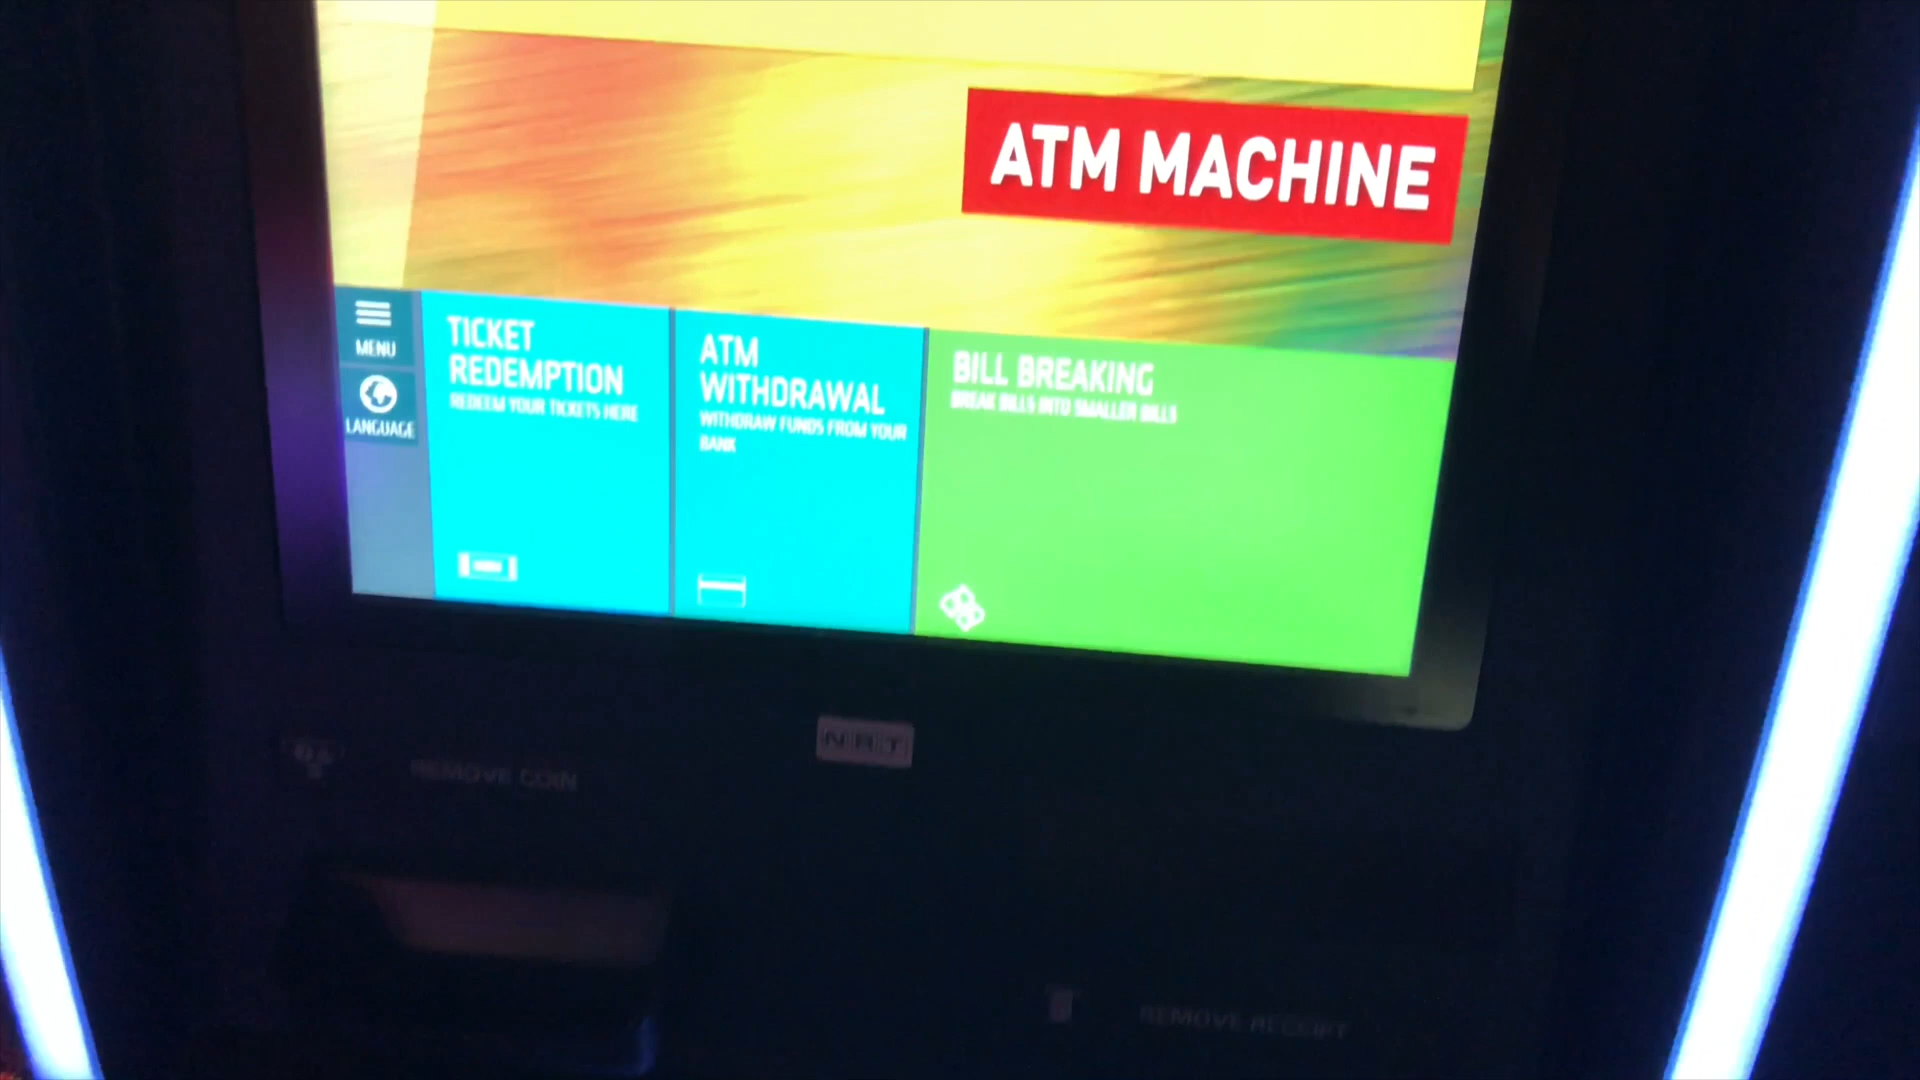 ATM MACHINE
MENU
LANGUAGE
TICKET
REDEMPTION
REDEEM YOUR TICKETS HERE
ATM
WITHDRAWAL
WITHDRAW FUNDS FROM YOUR
BANK
BILL BREAKING
BREAK BILLS INTO SMALLER BILLS
NRT
REMOVE COIN
REMOVE RECEIPT